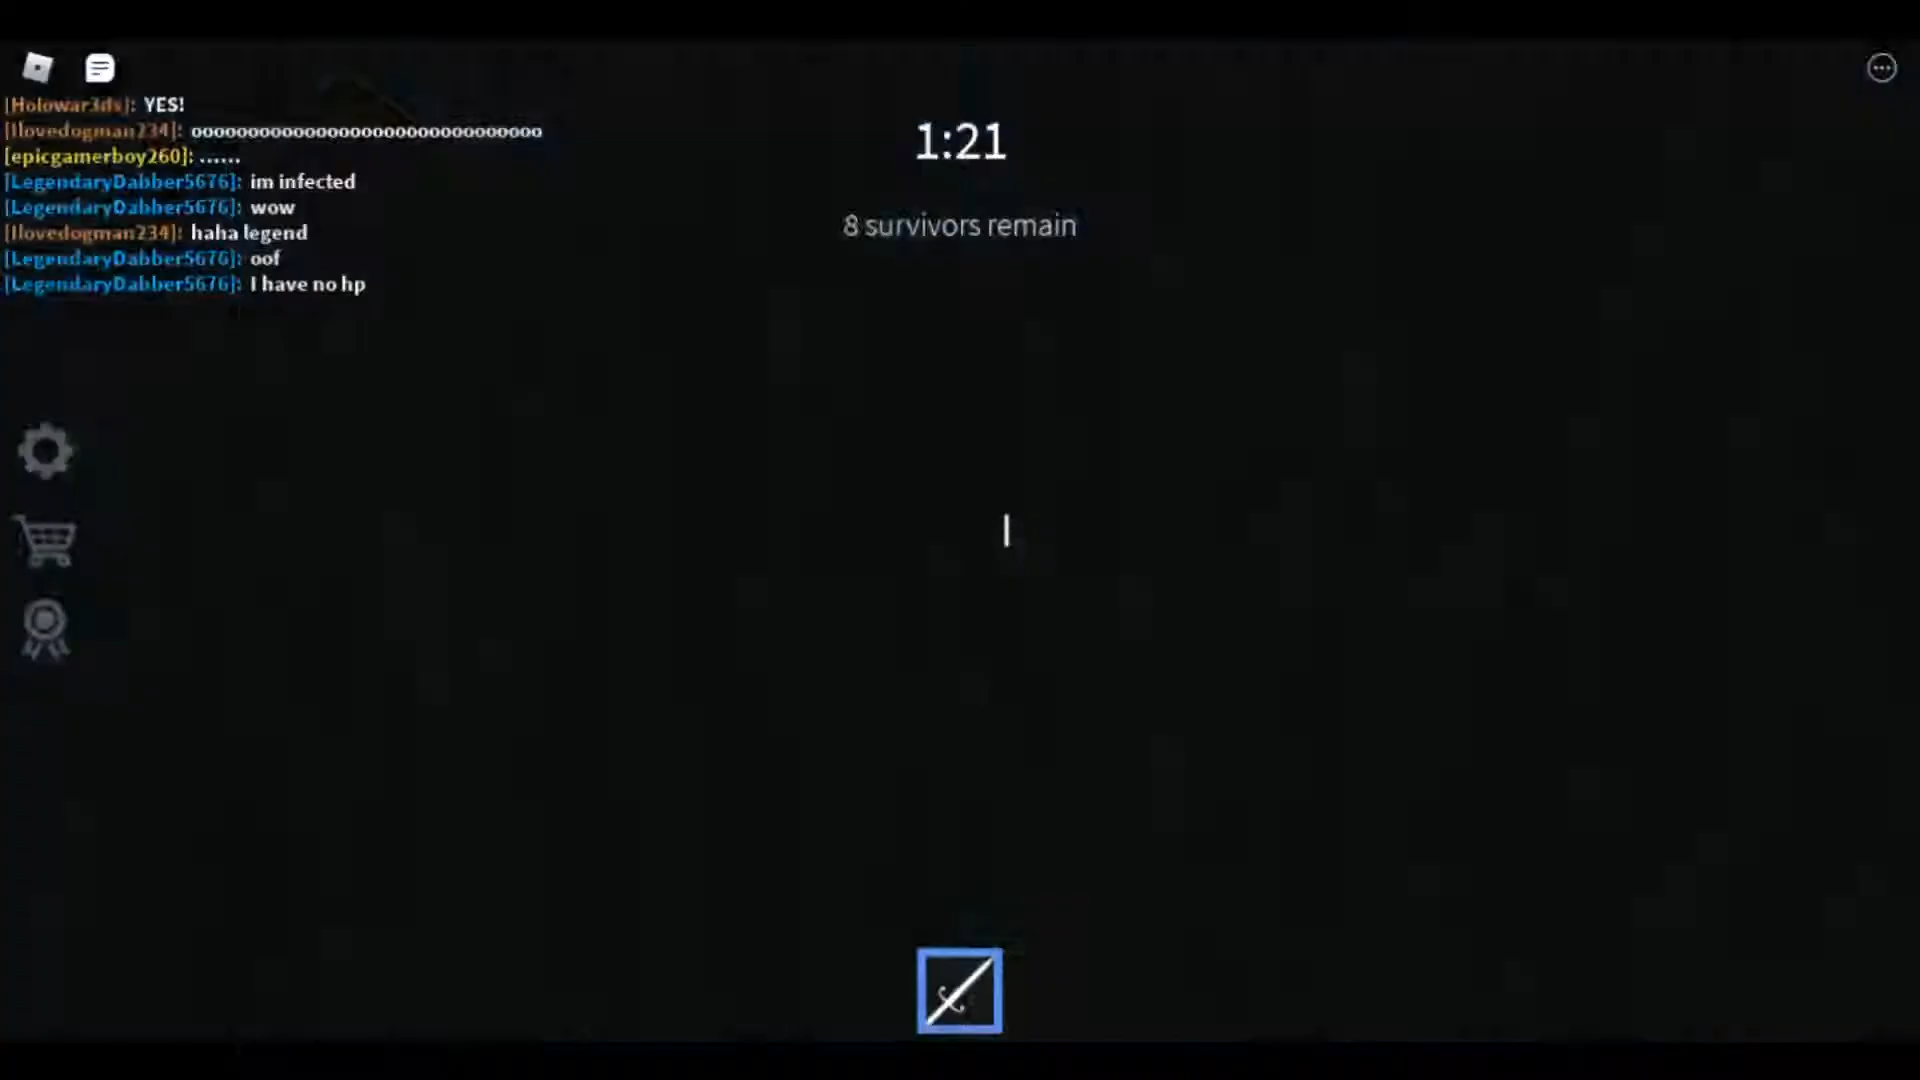 [Holowar3ds]: YES!
[Ilovedogman234]: ooooooooooooooooooooooooooooooo
[epicgamerboy260]: ......
[LegendaryDabber5676]: im infected
[LegendaryDabber5676]: wow
[Ilovedogman234]: haha legend
[LegendaryDabber5676]: oof
[LegendaryDabber5676]: I have no hp
1:21
8 survivors remain